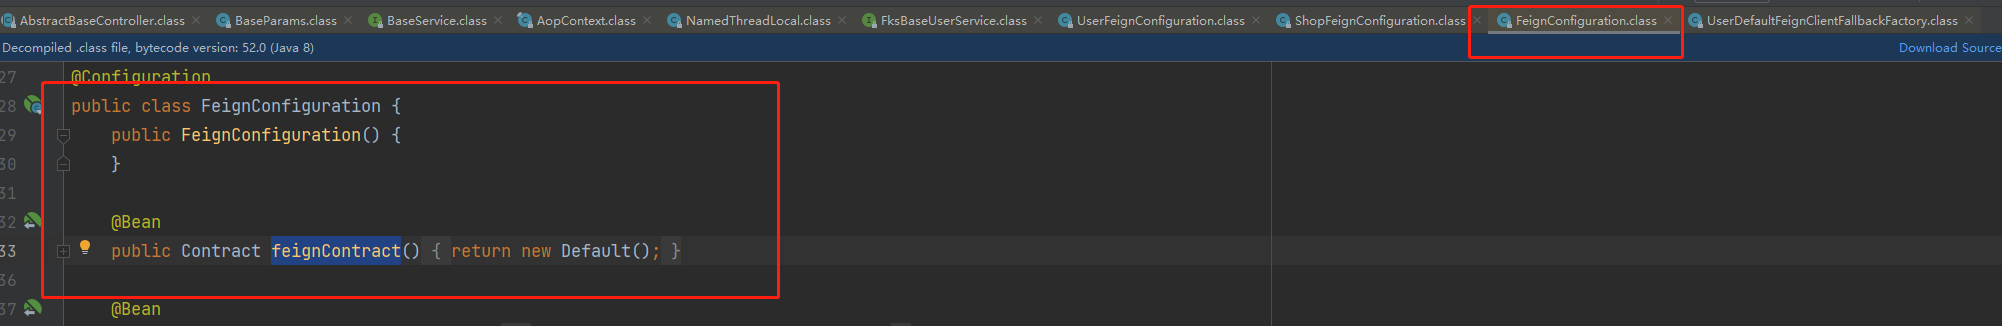 AbstractBaseController.class BaseParams.class BaseService.class AopContext.class NamedThreadLocal.class FksBaseUserService.class UserFeignConfiguration.class ShopFeignConfiguration.class FeignConfiguration.class UserDefaultFeignClientFallbackFactory.class
Decompiled .class file, bytecode version: 52.0 (Java 8) Download Source
27 @Configuration
28 public class FeignConfiguration {
29 public FeignConfiguration() {
30 }
31
32 @Bean
33 public Contract feignContract() { return new Default(); }
36
37 @Bean